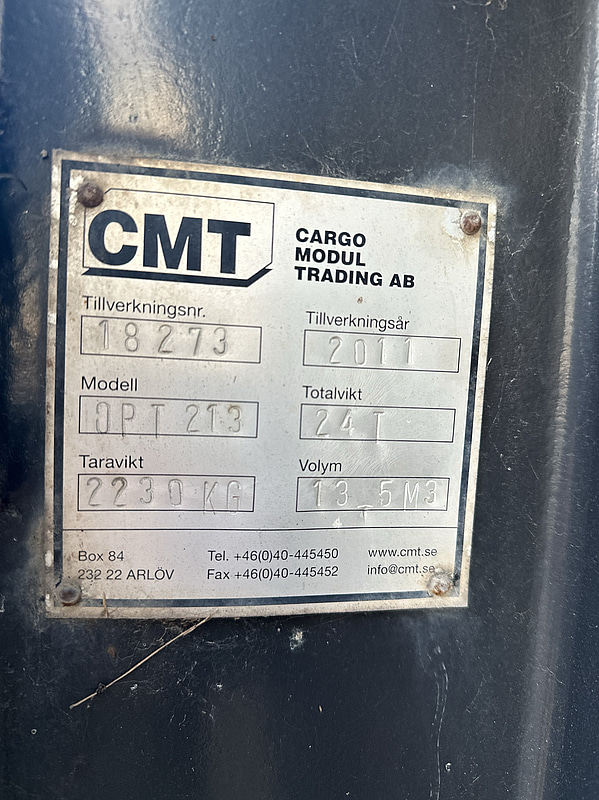 CMT
CARGO
MODUL
TRADING AB
Tillverkningsnr.
18273
Tillverkningsår
2011
Modell
OPT 213
Totalvikt
24 T
Taravikt
2230 KG
Volym
13,5 M3
Box 84
232 22 ARLÖV
Tel. +46(0)40-445450
Fax +46(0)40-445452
www.cmt.se
info@cmt.se